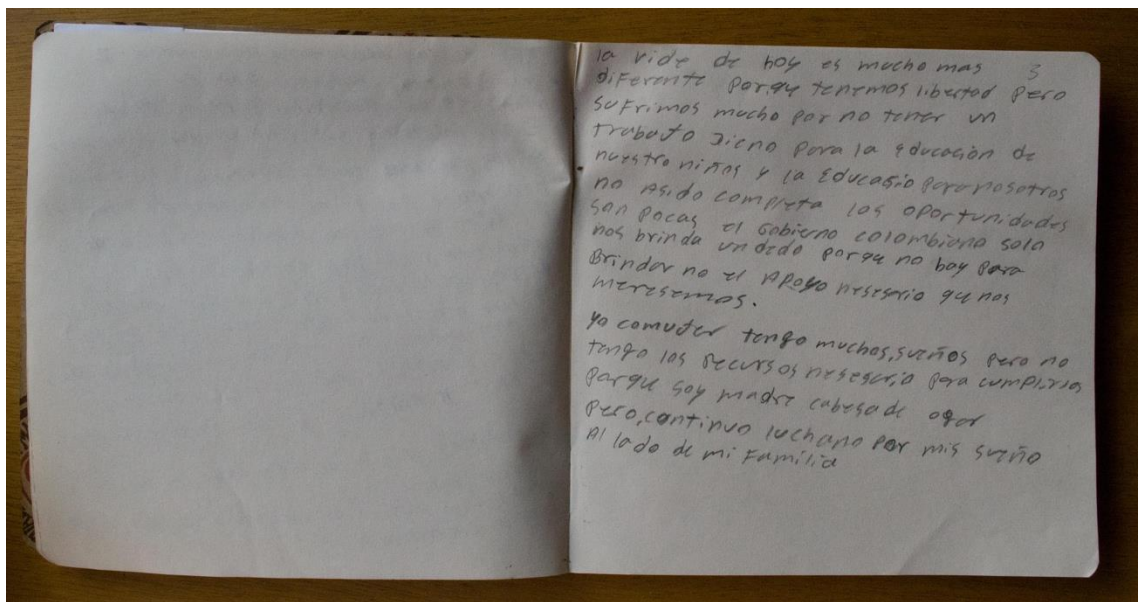 3
la vide de hoy es mucho mas
diferente porque tenemos libertad pero
sufrimos mucho por no tener un
trabajo Dicno para la educación de
nuestro niños y la Educasio para nosotros
no Asido completa las oportunidades
son pocas el Gobierno colombiano solo
nos brinda un dedo porque no hay para
Brindar no el Apoyo nesesario que nos
meresemos.
Yo comujer tengo muchos, sueños pero no
tengo los recursos nesesario para cumplirlos
porque soy madre cabesa de ogar
pero, continuo luchano por mis sueño
Al lado de mi Familia